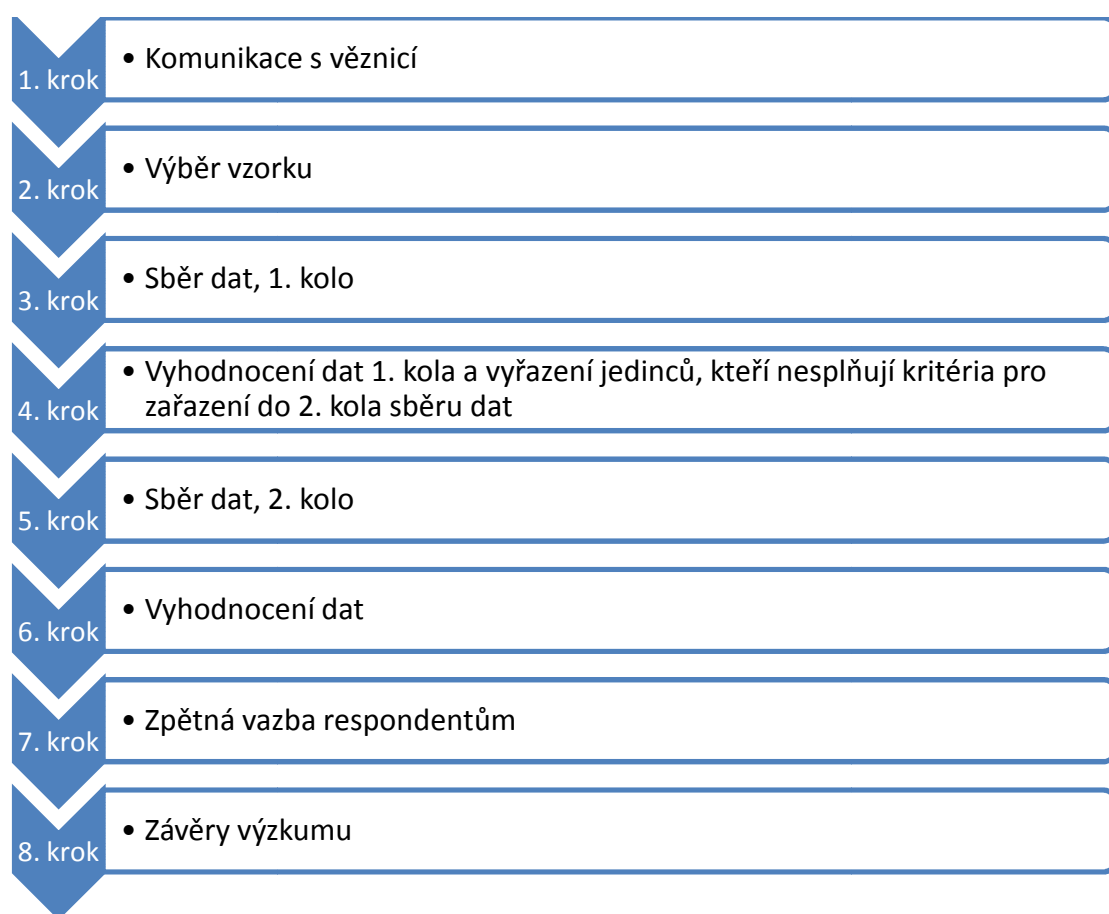 1. krok
• Komunikace s věznicí
2. krok
• Výběr vzorku
3. krok
• Sběr dat, 1. kolo
4. krok
• Vyhodnocení dat 1. kola a vyřazení jedinců, kteří nesplňují kritéria pro
zařazení do 2. kola sběru dat
5. krok
• Sběr dat, 2. kolo
6. krok
• Vyhodnocení dat
7. krok
• Zpětná vazba respondentům
8. krok
• Závěry výzkumu